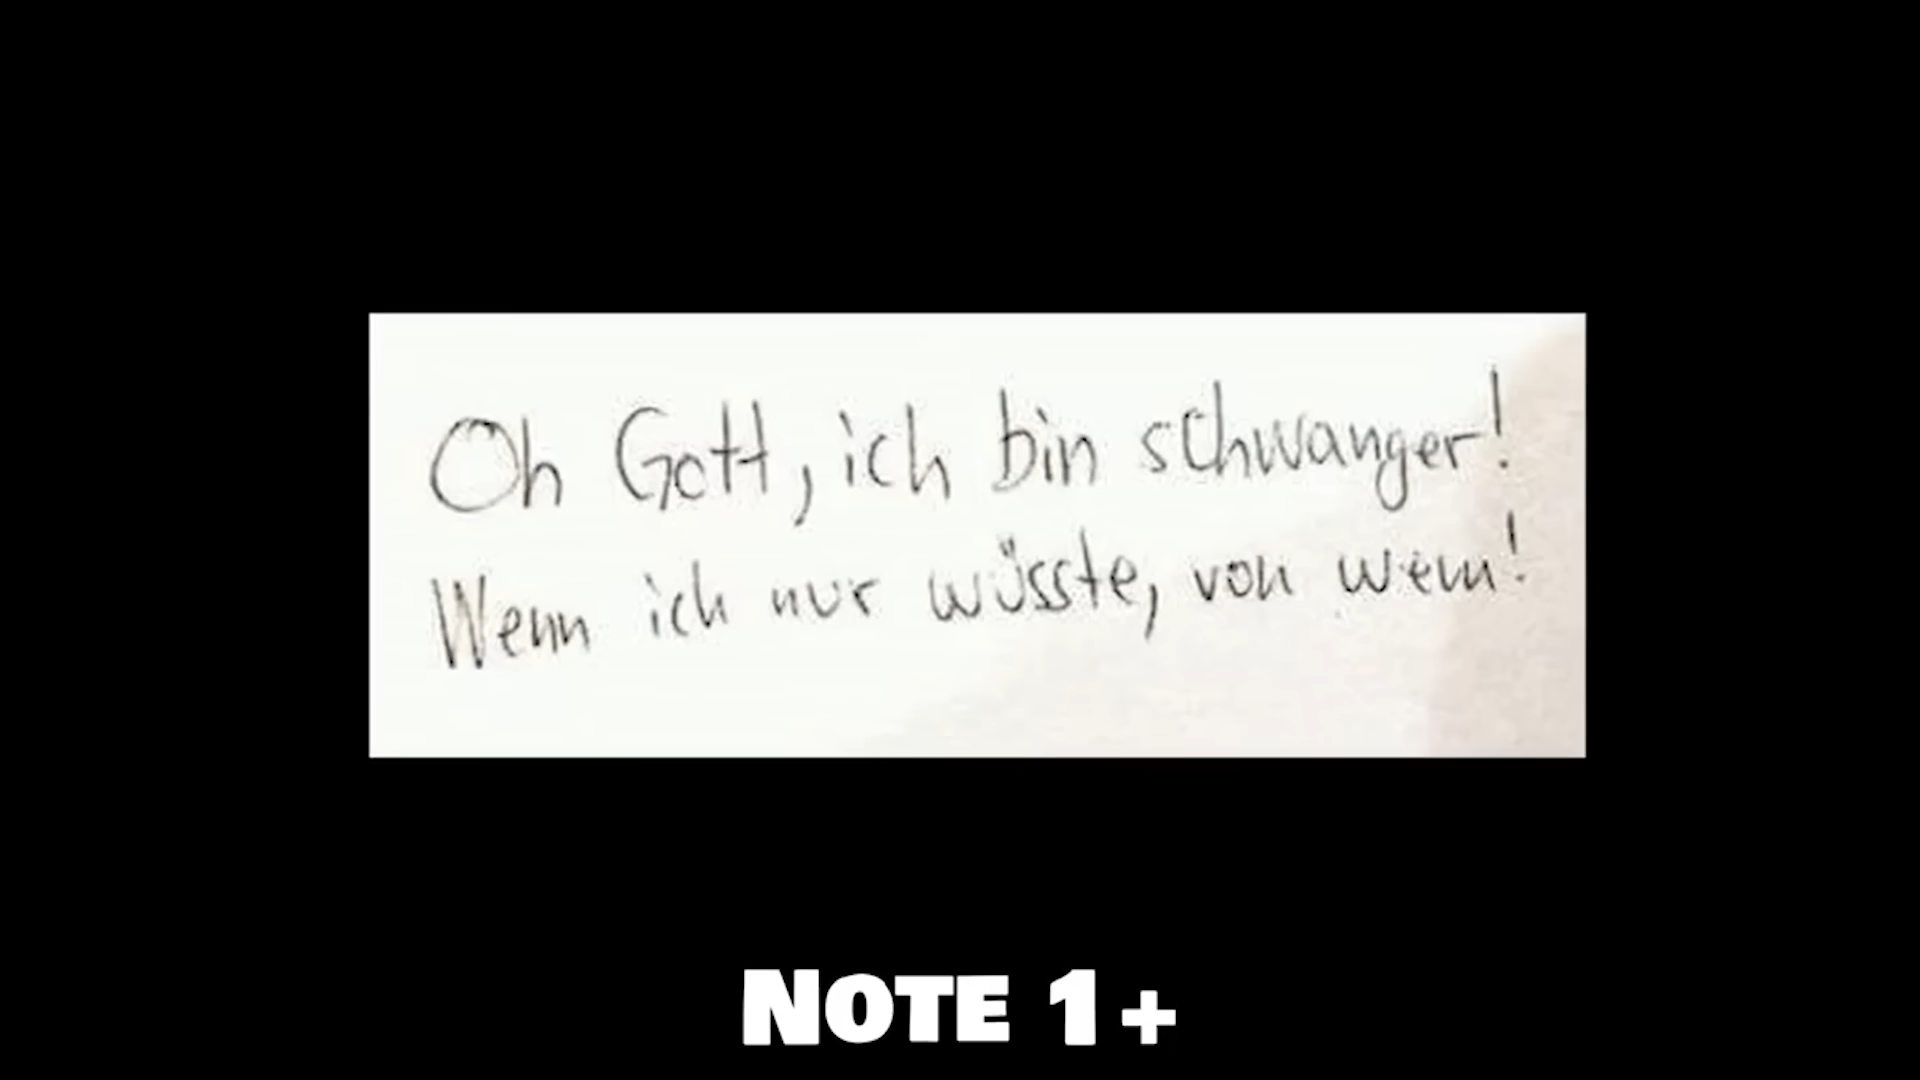 Oh Gott, ich bin schwanger!
Wenn ich nur wüsste, von wem!
NOTE 1+